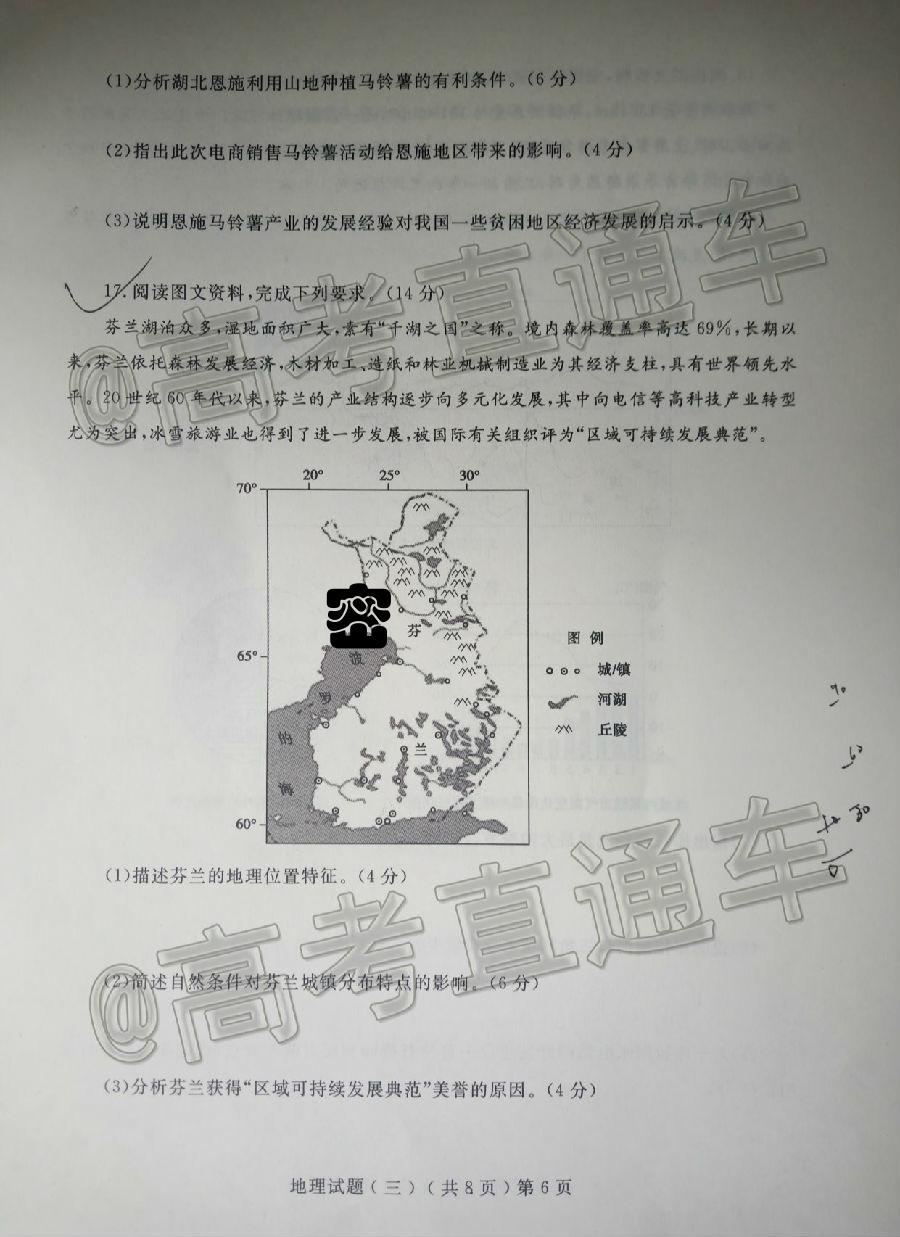 (1)分析湖北恩施利用山地种植马铃薯的有利条件。(6分)
(2)指出此次电商销售马铃薯活动给恩施地区带来的影响。(4分)
(3)说明恩施马铃薯产业的发展经验对我国一些贫困地区经济发展的启示。(4分)
17.阅读图文资料,完成下列要求。(14分)
芬兰湖泊众多,湿地面积广大,素有“千湖之国”之称。境内森林覆盖率高达69%,长期以
来,芬兰依托森林发展经济,木材加工、造纸和林业机械制造业为其经济支柱,具有世界领先水
平。20世纪60年代以来,芬兰的产业结构逐步向多元化发展,其中向电信等高科技产业转型
尤为突出,冰雪旅游业也得到了进一步发展,被国际有关组织评为“区域可持续发展典范”。
20° 25° 30°
70°
密
芬
65°
波
图例
城/镇
罗
河湖
的
兰
丘陵
海
60°
(1)描述芬兰的地理位置特征。(4分)
(2)简述自然条件对芬兰城镇分布特点的影响。(6分)
(3)分析芬兰获得“区域可持续发展典范”美誉的原因。(4分)
地理试题(三)(共8页)第6页
@高考直通车
@高考直通车